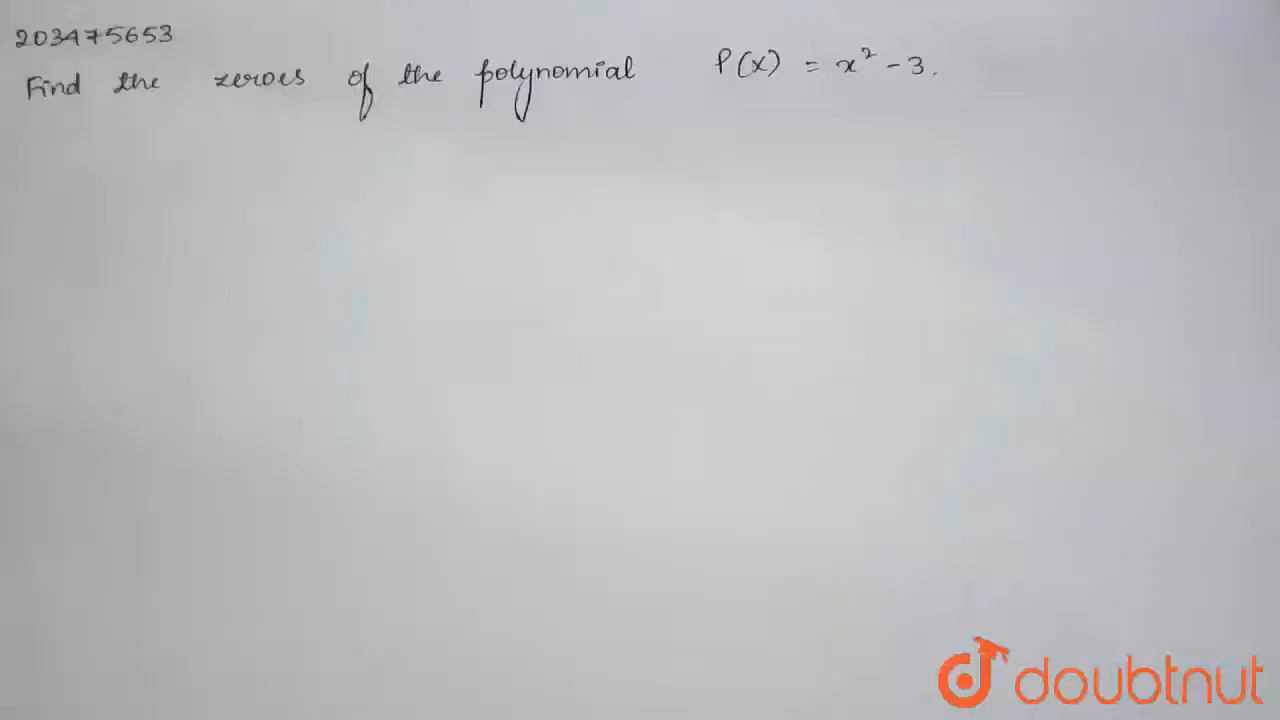 203475653
Find the zeroes of the polynomial P(x) = x² - 3.
doubtnut